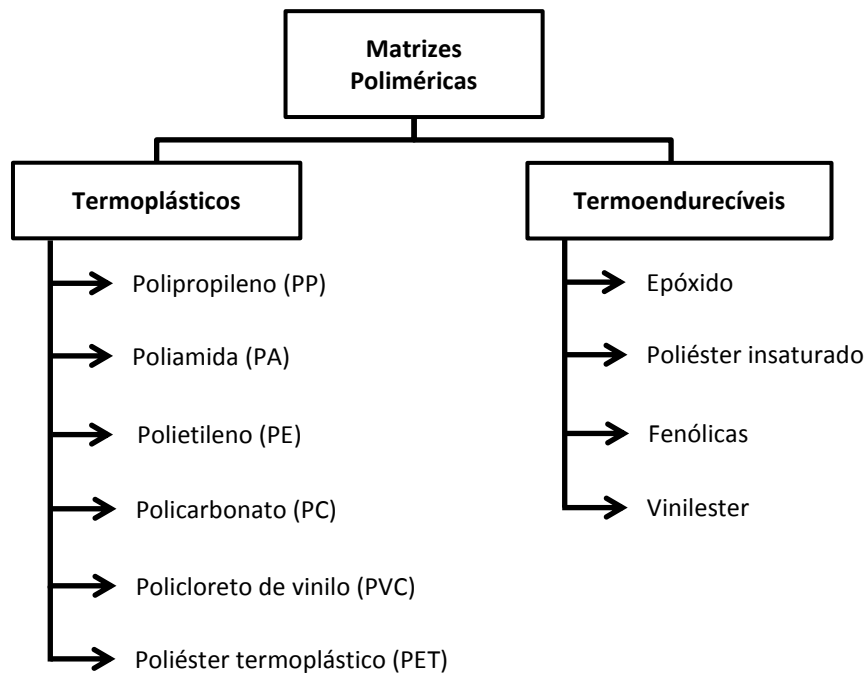 Matrizes
Poliméricas
Termoplásticos
Polipropileno (PP)
Poliamida (PA)
Polietileno (PE)
Policarbonato (PC)
Policloreto de vinilo (PVC)
Poliéster termoplástico (PET)
Termoendurecíveis
Epóxido
Poliéster insaturado
Fenólicas
Vinilester